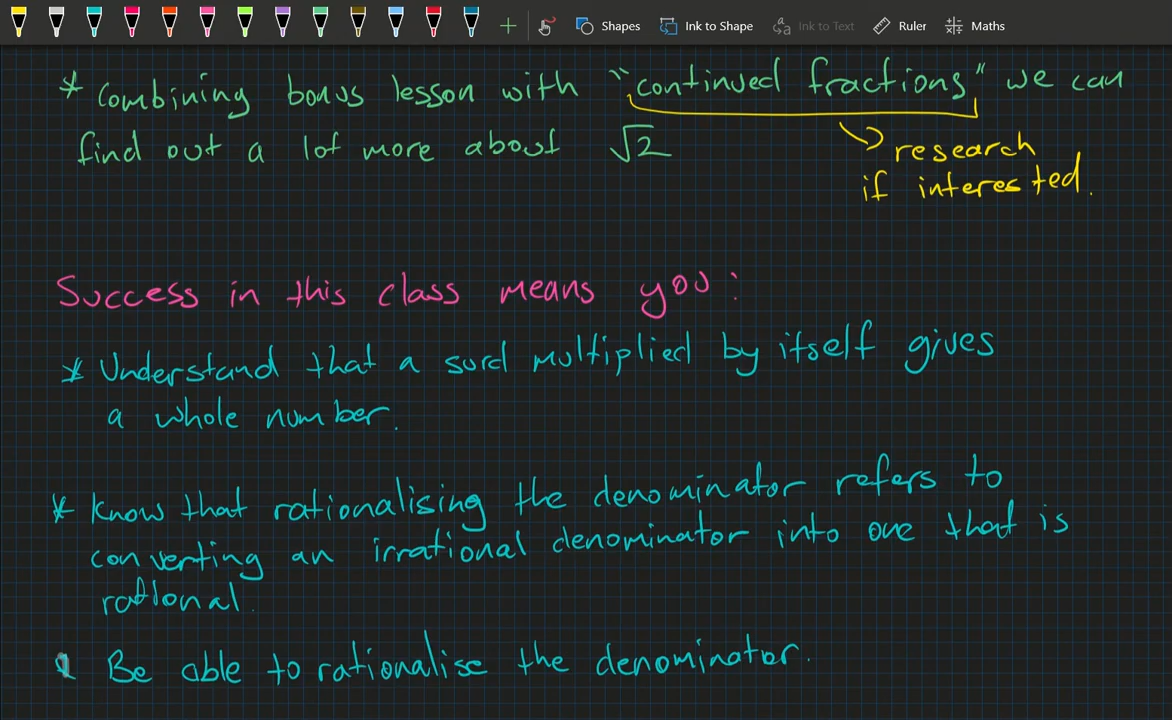 Shapes Ink to Shape Ink to Text Ruler Maths
* Combining bonus lesson with "continued fractions" we can
find out a lot more about √2
research
if interested.
Success in this class means you:
* Understand that a surd multiplied by itself gives
a whole number.
* Know that rationalising the denominator refers to
converting an irrational denominator into one that is
rational.
* Be able to rationalise the denominator.